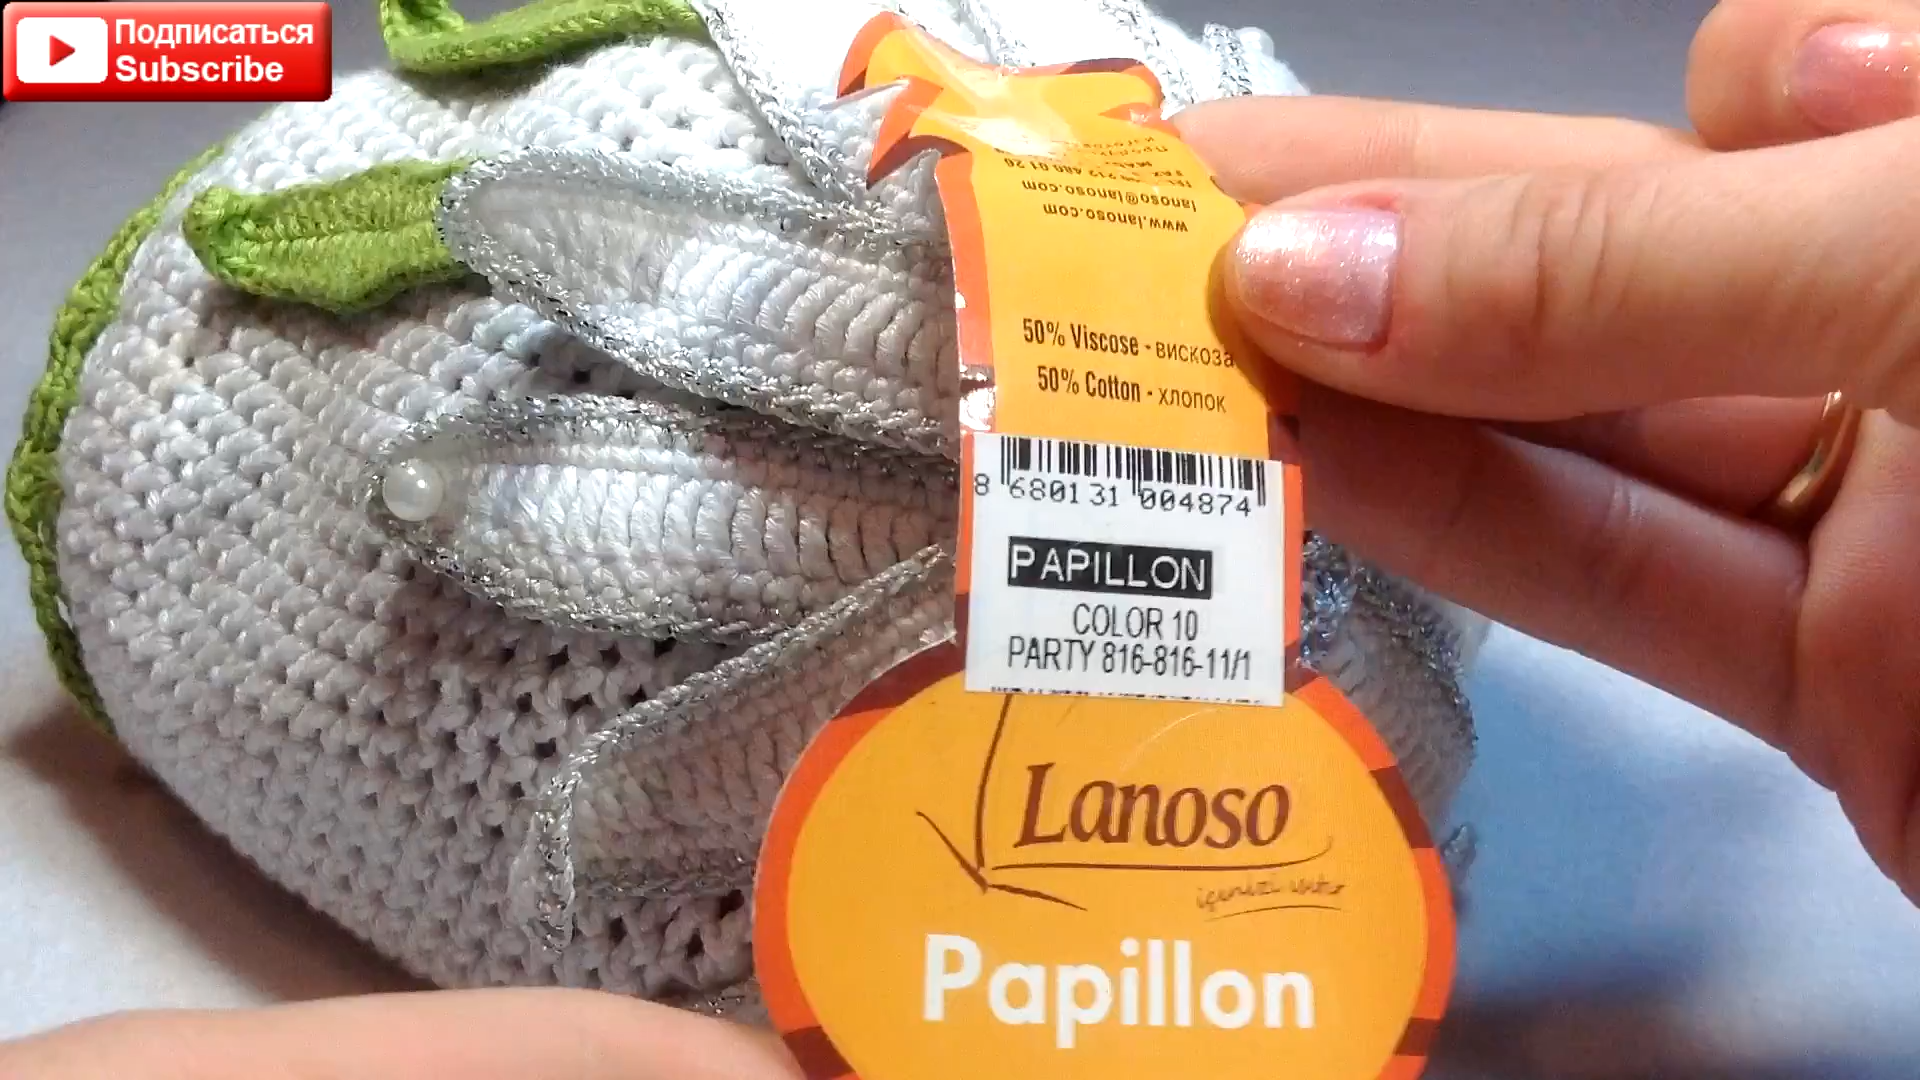 Подписаться
Subscribe
lanoso@lanoso.com
www.lanoso.com
50% Viscose - вискоза
50% Cotton - хлопок
8 680131 004874
PAPILLON
COLOR 10
PARTY 816-816-11/1
Lanoso
Papillon